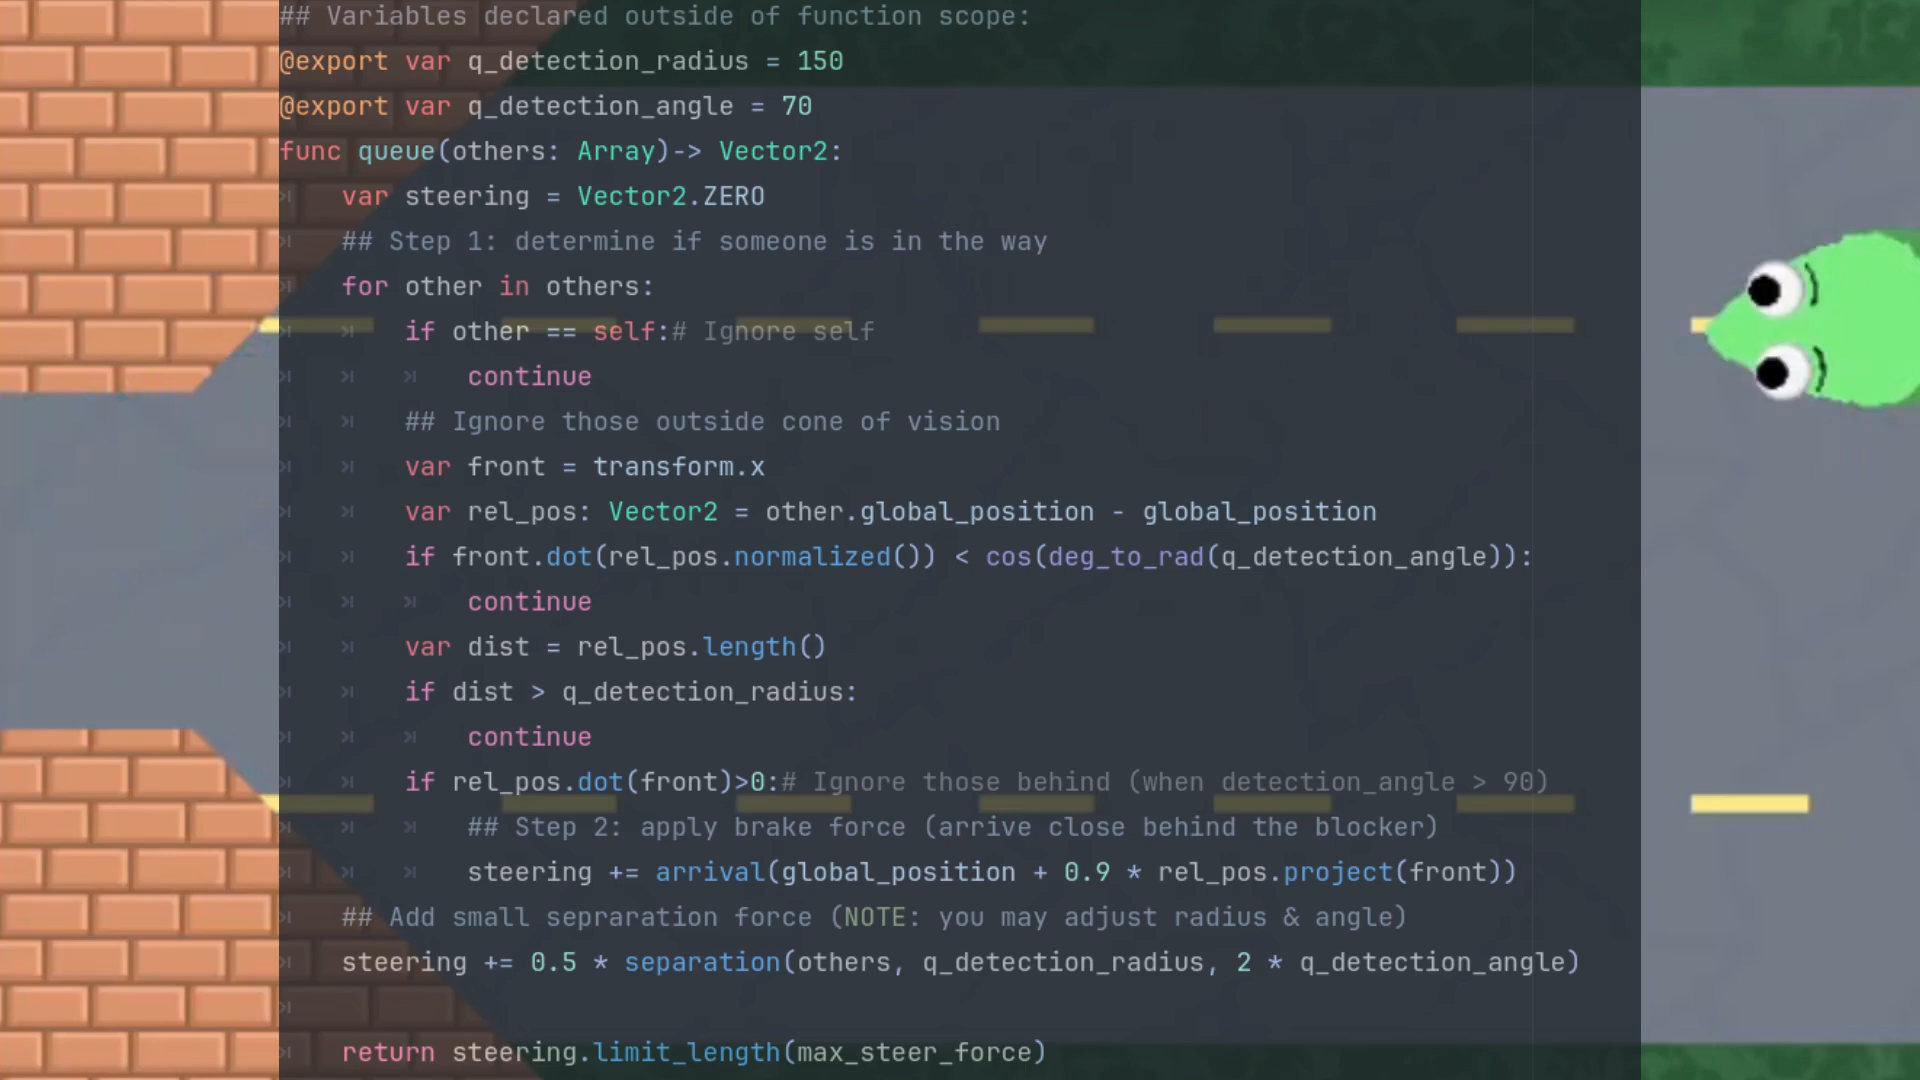 ## Variables declared outside of function scope:
@export var q_detection_radius = 150
@export var q_detection_angle = 70
func queue(others: Array)-> Vector2:
var steering = Vector2.ZERO
## Step 1: determine if someone is in the way
for other in others:
if other == self:# Ignore self
continue
## Ignore those outside cone of vision
var front = transform.x
var rel_pos: Vector2 = other.global_position - global_position
if front.dot(rel_pos.normalized()) < cos(deg_to_rad(q_detection_angle)):
continue
var dist = rel_pos.length()
if dist > q_detection_radius:
continue
if rel_pos.dot(front)>0:# Ignore those behind (when detection_angle > 90)
## Step 2: apply brake force (arrive close behind the blocker)
steering += arrival(global_position + 0.9 * rel_pos.project(front))
## Add small sepraration force (NOTE: you may adjust radius & angle)
steering += 0.5 * separation(others, q_detection_radius, 2 * q_detection_angle)
return steering.limit_length(max_steer_force)